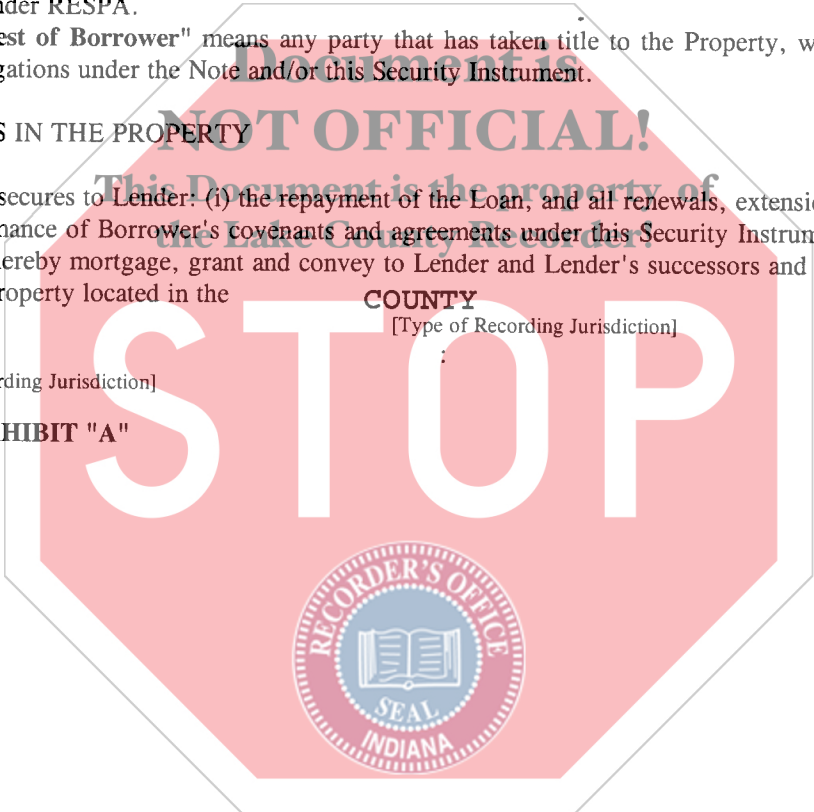 nder RESPA.
est of Borrower" means any party that has taken title to the Property, w
gations under the Note and/or this Security Instrument.
Document is
NOT OFFICIAL!
S IN THE PROPERTY
This Document is the property of
the Lake County Recorder!
secures to Lender: (i) the repayment of the Loan, and all renewals, extensi
nance of Borrower's covenants and agreements under this Security Instrum
ereby mortgage, grant and convey to Lender and Lender's successors and
roperty located in the COUNTY
[Type of Recording Jurisdiction]
:
rding Jurisdiction]
HIBIT "A"
STOP
RECORDER'S OFFICE
SEAL
INDIANA